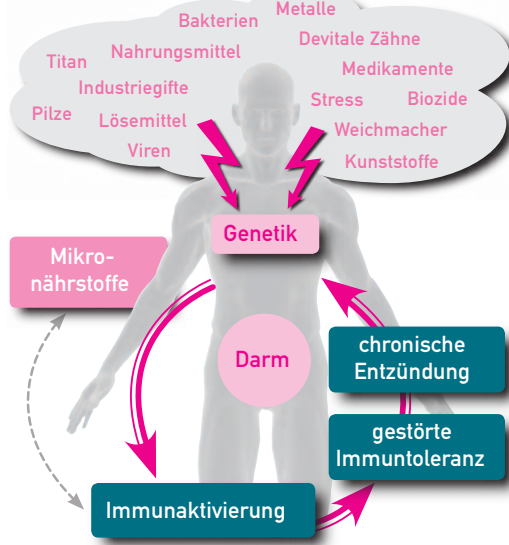 Metalle
Bakterien
Devitale Zähne
Nahrungsmittel
Titan
Medikamente
Industriegifte
Stress
Biozide
Pilze
Lösemittel
Weichmacher
Viren
Kunststoffe
Genetik
Mikro-
nährstoffe
Darm
chronische
Entzündung
gestörte
Immuntoleranz
Immunaktivierung